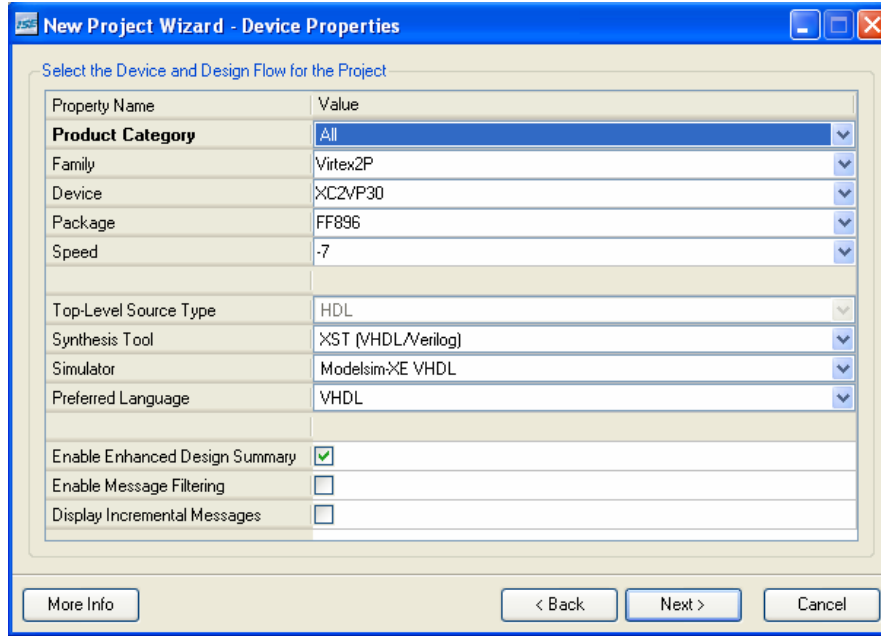 ISE New Project Wizard - Device Properties
Select the Device and Design Flow for the Project
Property Name Value
Product Category All
Family Virtex2P
Device XC2VP30
Package FF896
Speed -7
Top-Level Source Type HDL
Synthesis Tool XST (VHDL/Verilog)
Simulator Modelsim-XE VHDL
Preferred Language VHDL
Enable Enhanced Design Summary
Enable Message Filtering
Display Incremental Messages
More Info < Back Next > Cancel